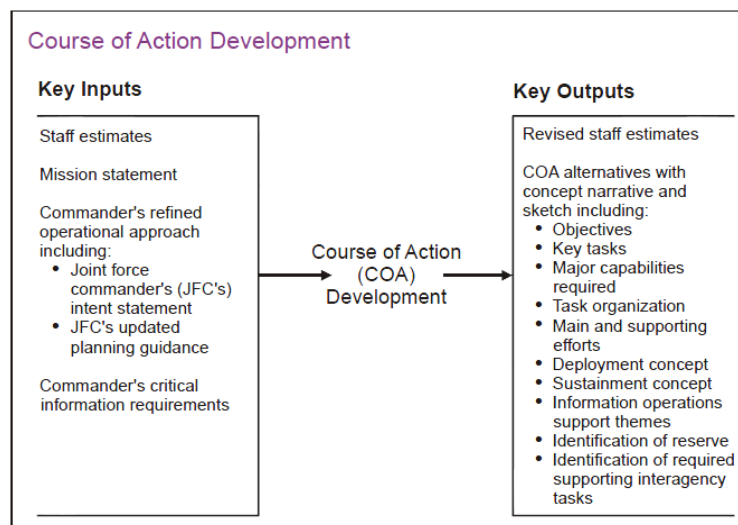 Course of Action Development
Key Inputs
Staff estimates
Mission statement
Commander's refined
operational approach
including:
• Joint force
commander's (JFC's)
intent statement
• JFC's updated
planning guidance
Commander's critical
information requirements
Course of Action
(COA)
Development
Key Outputs
Revised staff estimates
COA alternatives with
concept narrative and
sketch including:
• Objectives
• Key tasks
• Major capabilities
required
• Task organization
• Main and supporting
efforts
• Deployment concept
• Sustainment concept
• Information operations
support themes
• Identification of reserve
• Identification of required
supporting interagency
tasks